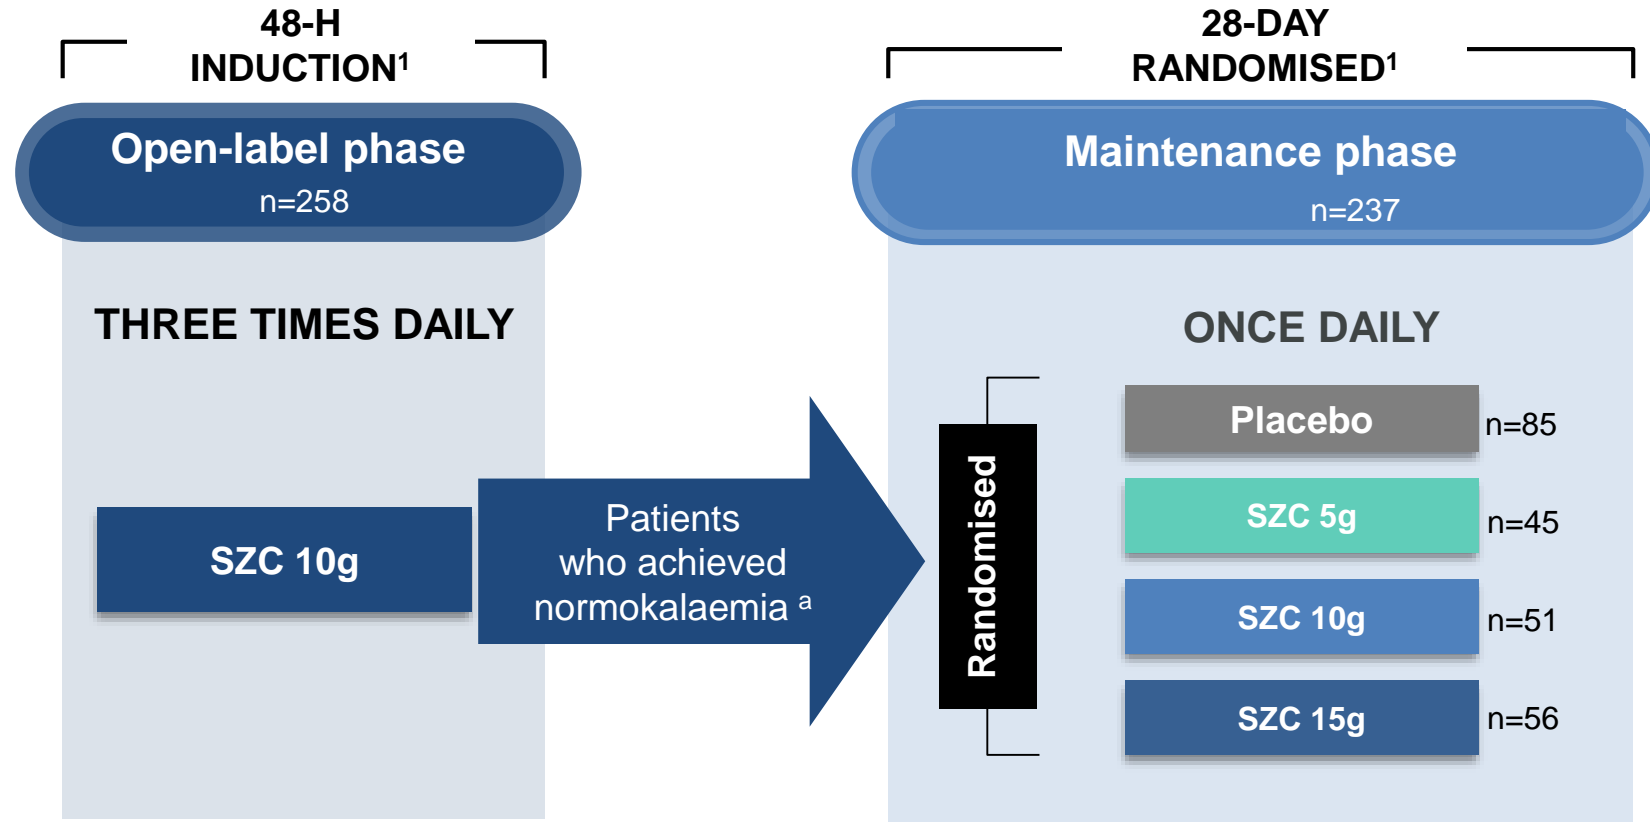 48-H
INDUCTION¹
Open-label phase
n=258
THREE TIMES DAILY
SZC 10g
Patients
who achieved
normokalaemia ᵃ
28-DAY
RANDOMISED¹
Maintenance phase
n=237
ONCE DAILY
Randomised
Placebo
n=85
SZC 5g
n=45
SZC 10g
n=51
SZC 15g
n=56